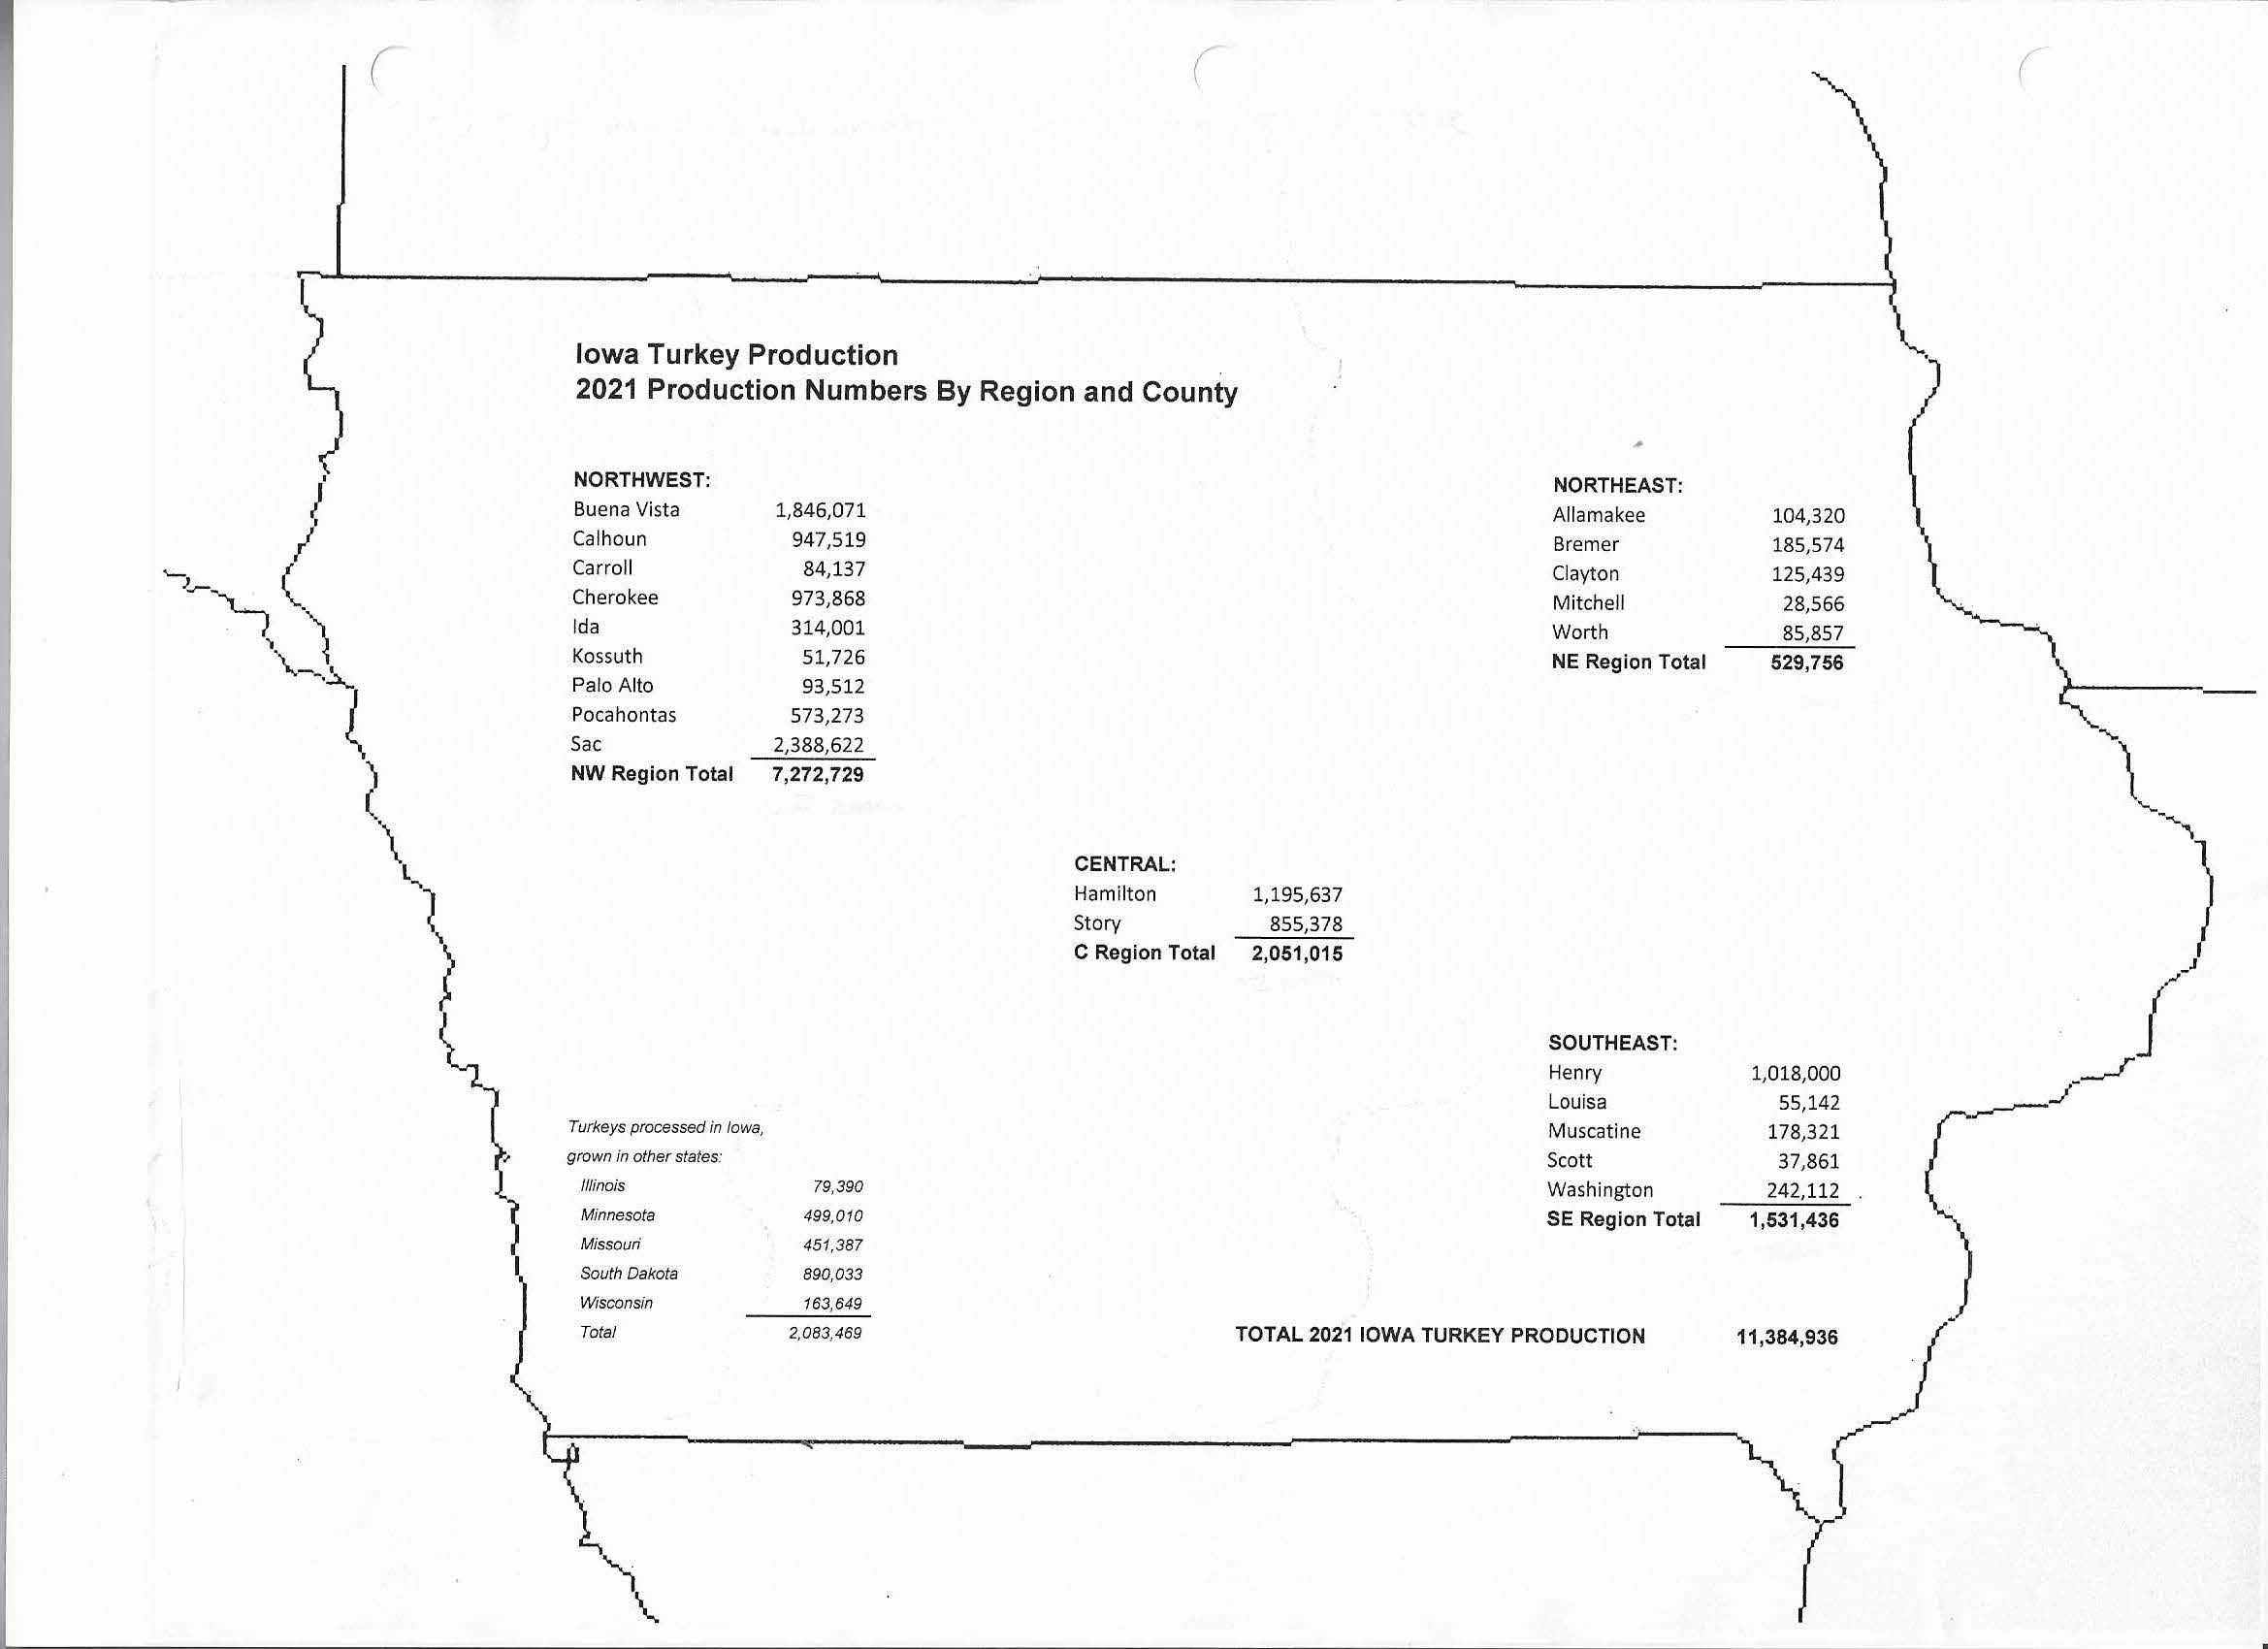 Iowa Turkey Production
2021 Production Numbers By Region and County
NORTHWEST:
Buena Vista 1,846,071
Calhoun 947,519
Carroll 84,137
Cherokee 973,868
Ida 314,001
Kossuth 51,726
Palo Alto 93,512
Pocahontas 573,273
Sac 2,388,622
NW Region Total 7,272,729
NORTHEAST:
Allamakee 104,320
Bremer 185,574
Clayton 125,439
Mitchell 28,566
Worth 85,857
NE Region Total 529,756
CENTRAL:
Hamilton 1,195,637
Story 855,378
C Region Total 2,051,015
SOUTHEAST:
Henry 1,018,000
Louisa 55,142
Muscatine 178,321
Scott 37,861
Washington 242,112
SE Region Total 1,531,436
Turkeys processed in Iowa,
grown in other states:
Illinois 79,390
Minnesota 499,010
Missouri 451,387
South Dakota 890,033
Wisconsin 163,649
Total 2,083,469
TOTAL 2021 IOWA TURKEY PRODUCTION 11,384,936